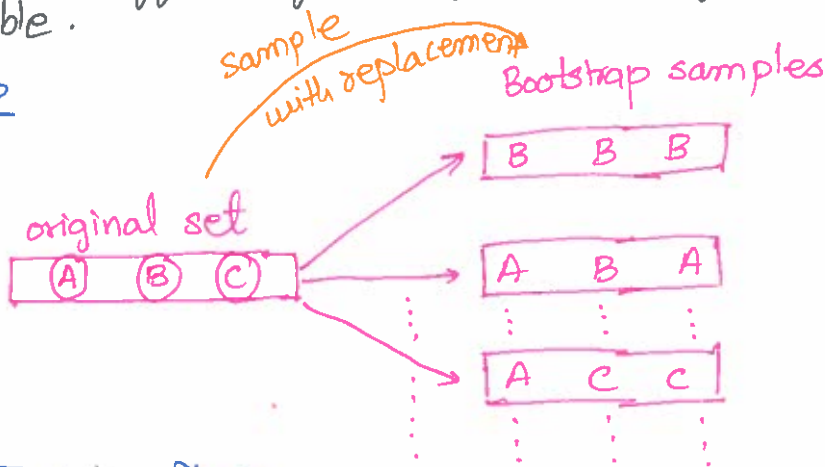 ble.
sample
with replacement
Bootstrap samples
B B B
original set
A B C
A B A
A C C